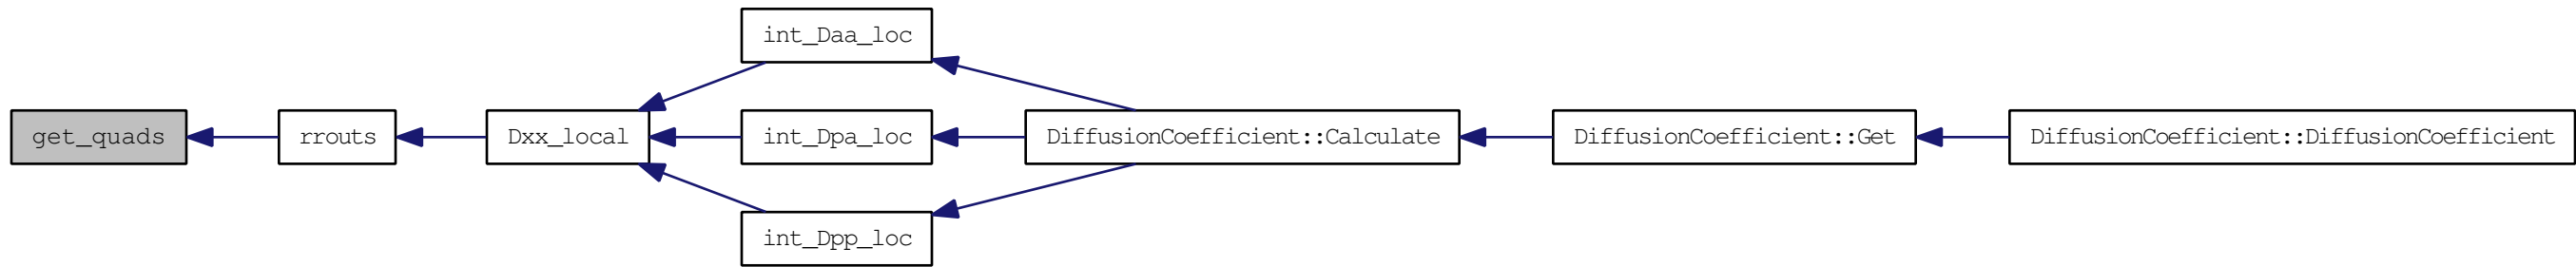 int_Daa_loc
get_quads
rrouts
Dxx_local
int_Dpa_loc
DiffusionCoefficient::Calculate
DiffusionCoefficient::Get
DiffusionCoefficient::DiffusionCoefficient
int_Dpp_loc